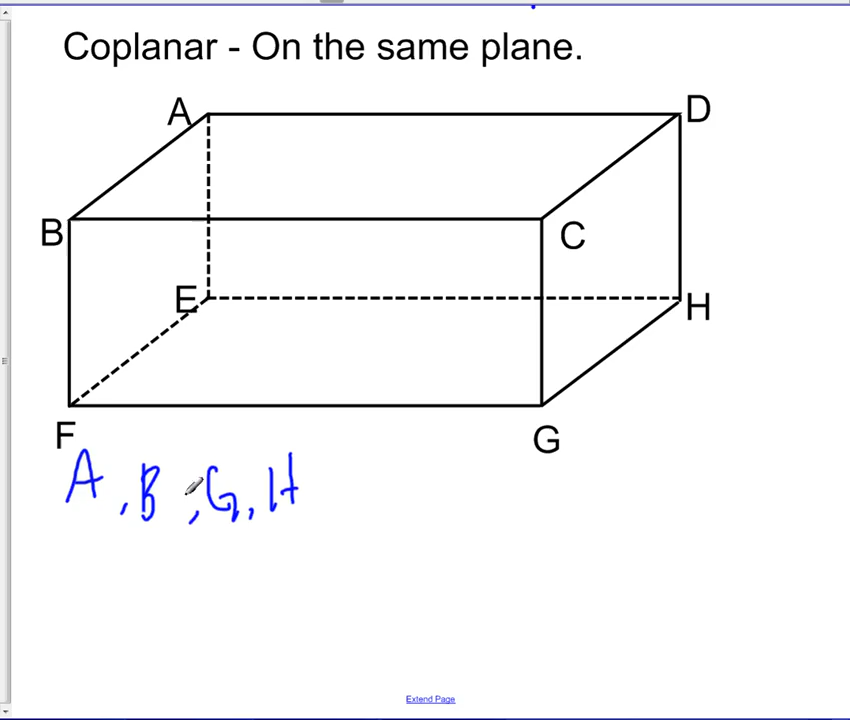 Coplanar - On the same plane.
A
D
B
C
E
H
F
G
A, B, G, H
Extend Page